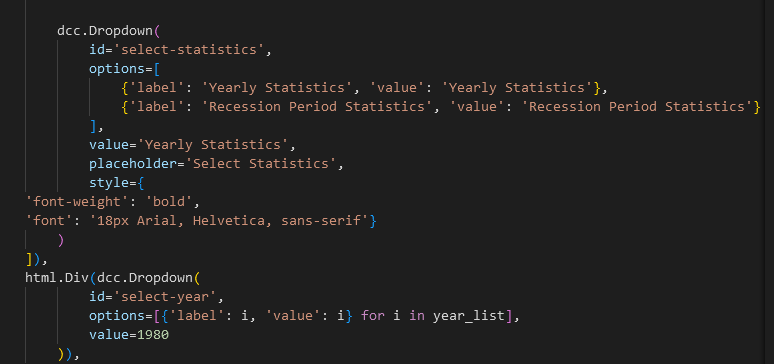 dcc.Dropdown(
id='select-statistics',
options=[
{'label': 'Yearly Statistics', 'value': 'Yearly Statistics'},
{'label': 'Recession Period Statistics', 'value': 'Recession Period Statistics'}
],
value='Yearly Statistics',
placeholder='Select Statistics',
style={
'font-weight': 'bold',
'font': '18px Arial, Helvetica, sans-serif'}
)
]),
html.Div(dcc.Dropdown(
id='select-year',
options=[{'label': i, 'value': i} for i in year_list],
value=1980
)),